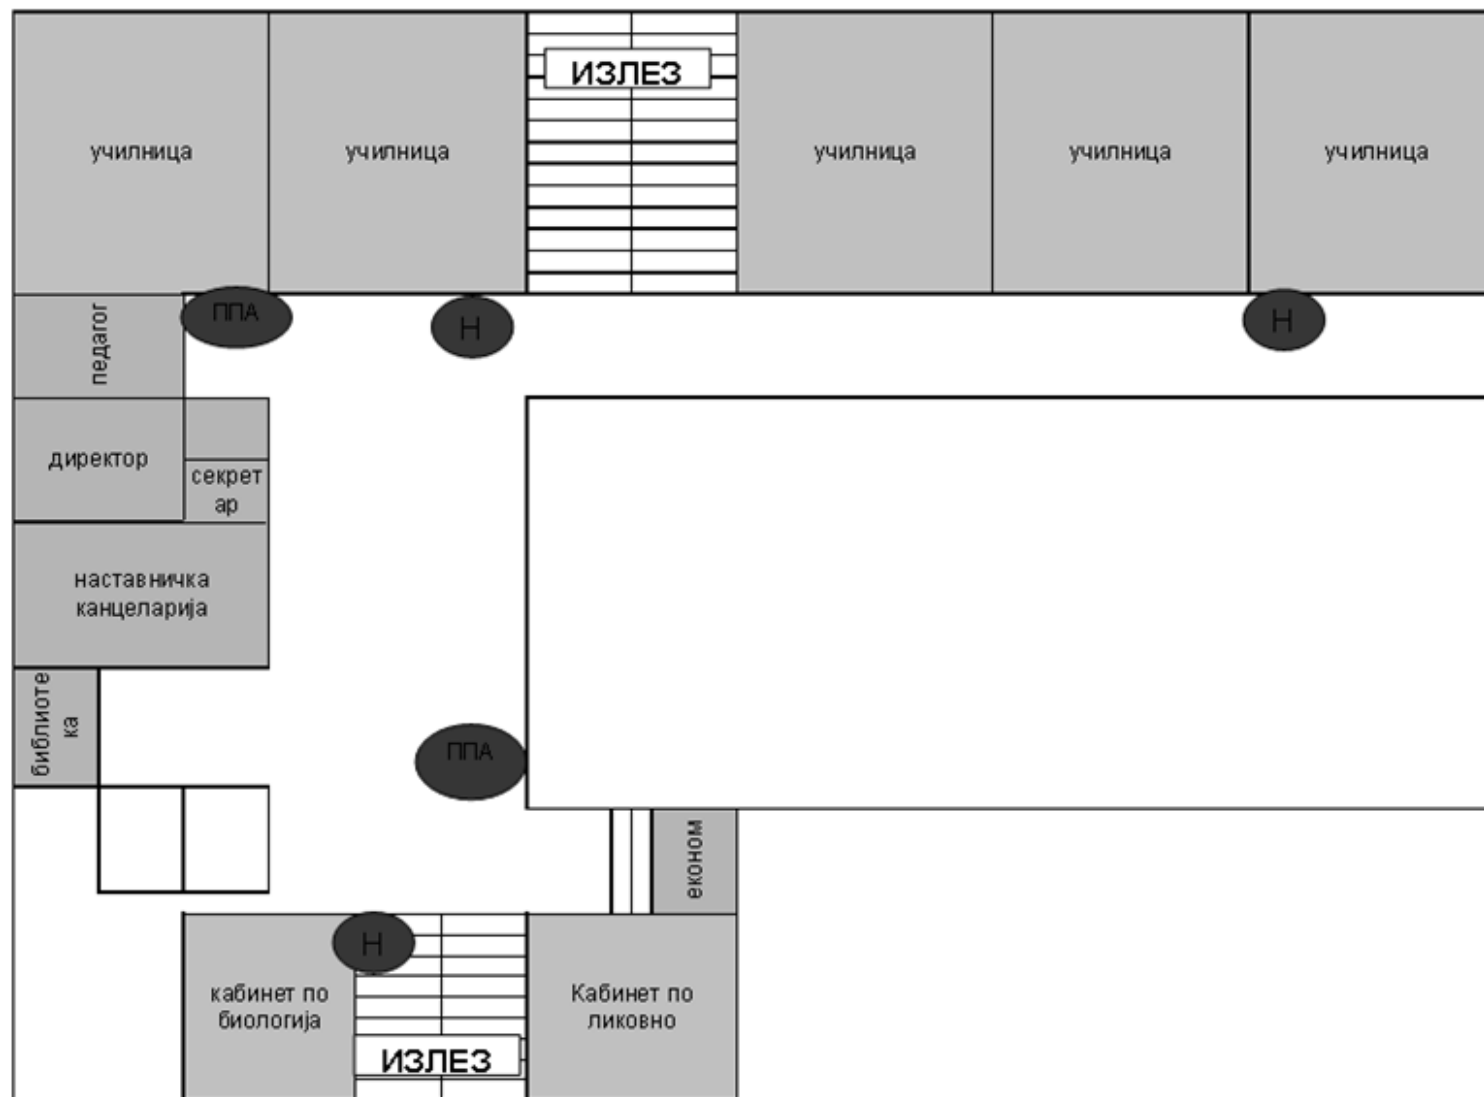 ИЗЛЕЗ
училница
училница
училница
училница
училница
педагог
ППА
Н
Н
директор
секрет
ар
наставничка
канцеларија
библиоте
ка
ППА
економ
Н
кабинет по
биологија
Кабинет по
ликовно
ИЗЛЕЗ